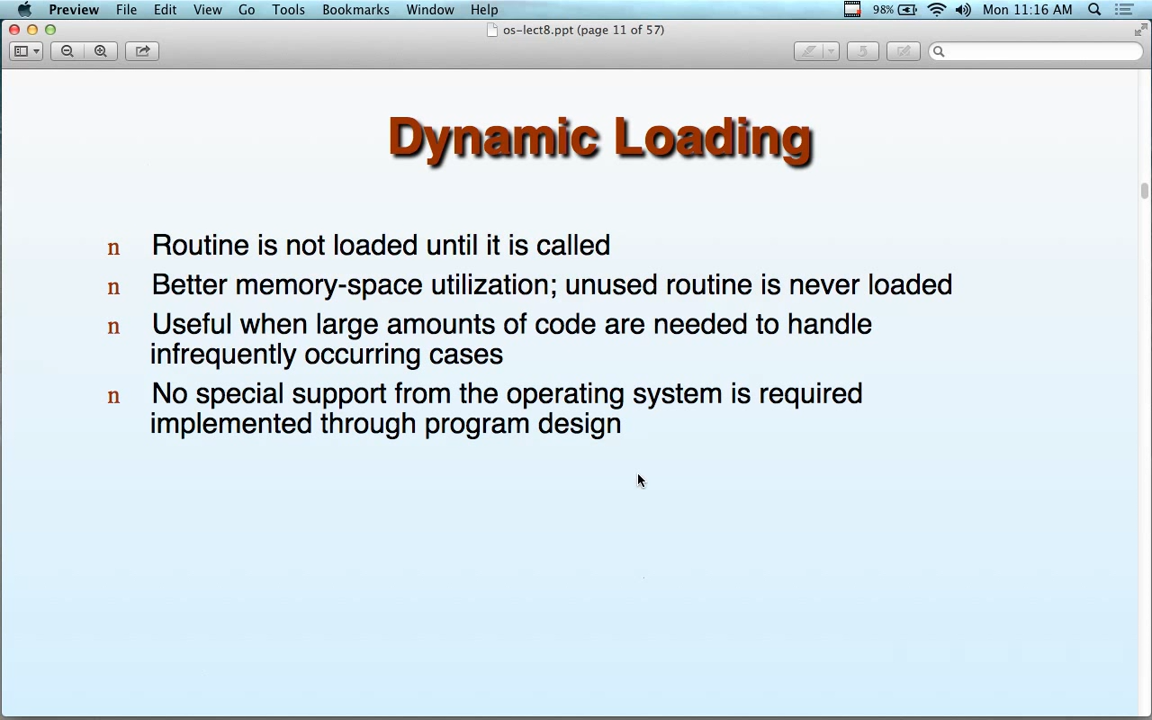 Preview File Edit View Go Tools Bookmarks Window Help 98% Mon 11:16 AM
os-lect8.ppt (page 11 of 57)
Dynamic Loading
n Routine is not loaded until it is called
n Better memory-space utilization; unused routine is never loaded
n Useful when large amounts of code are needed to handle
infrequently occurring cases
n No special support from the operating system is required
implemented through program design